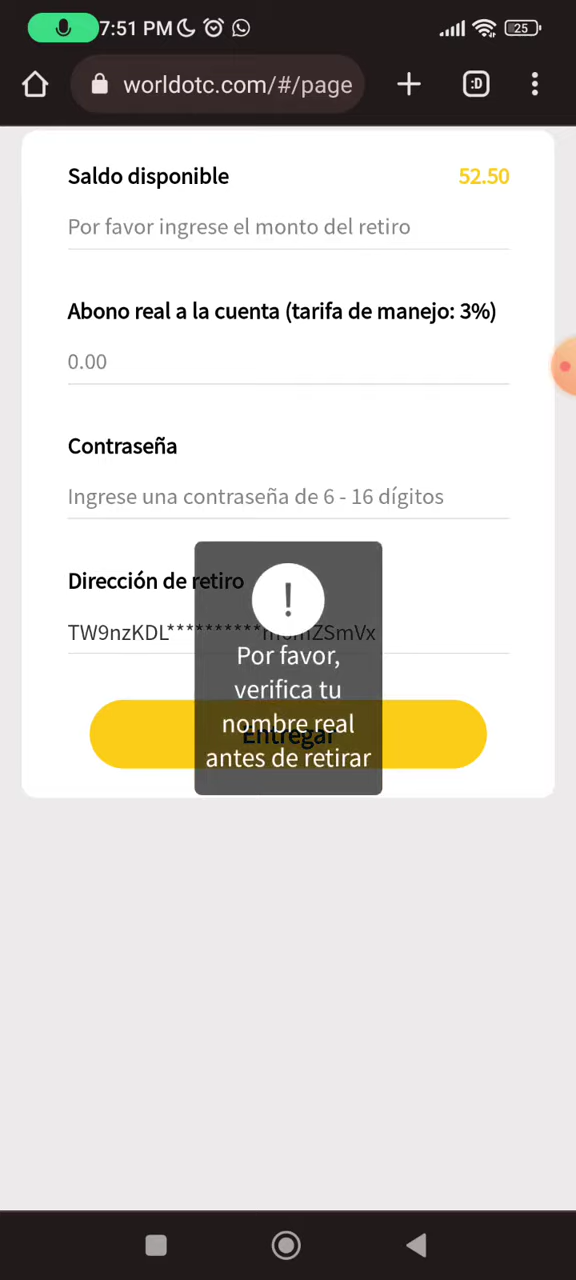 7:51 PM 25
worldotc.com/#/page :D
Saldo disponible 52.50
Por favor ingrese el monto del retiro
Abono real a la cuenta (tarifa de manejo: 3%)
0.00
Contraseña
Ingrese una contraseña de 6 - 16 dígitos
Dirección de retiro
!
Por favor,
verifica tu
nombre real
antes de retirar
Entregar